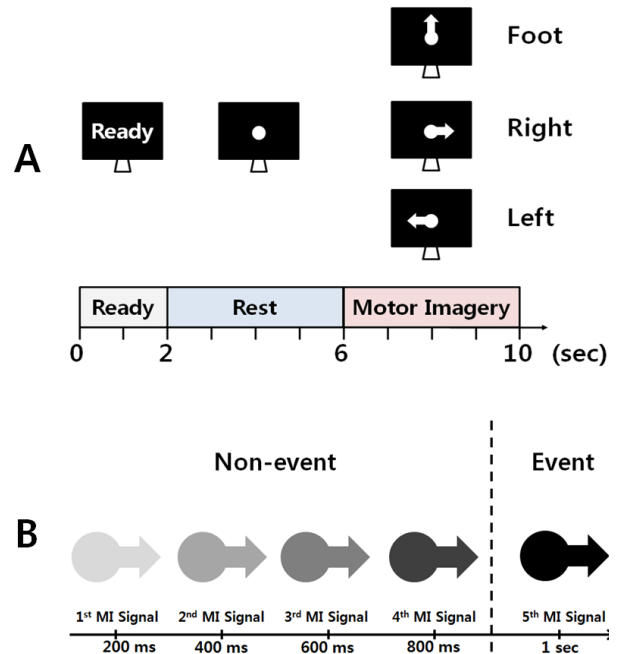 Foot
Ready
Right
A
Left
Ready Rest Motor Imagery
0 2 6 10 (sec)
Non-event Event
B
1st MI Signal 2nd MI Signal 3rd MI Signal 4th MI Signal 5th MI Signal
200 ms 400 ms 600 ms 800 ms 1 sec